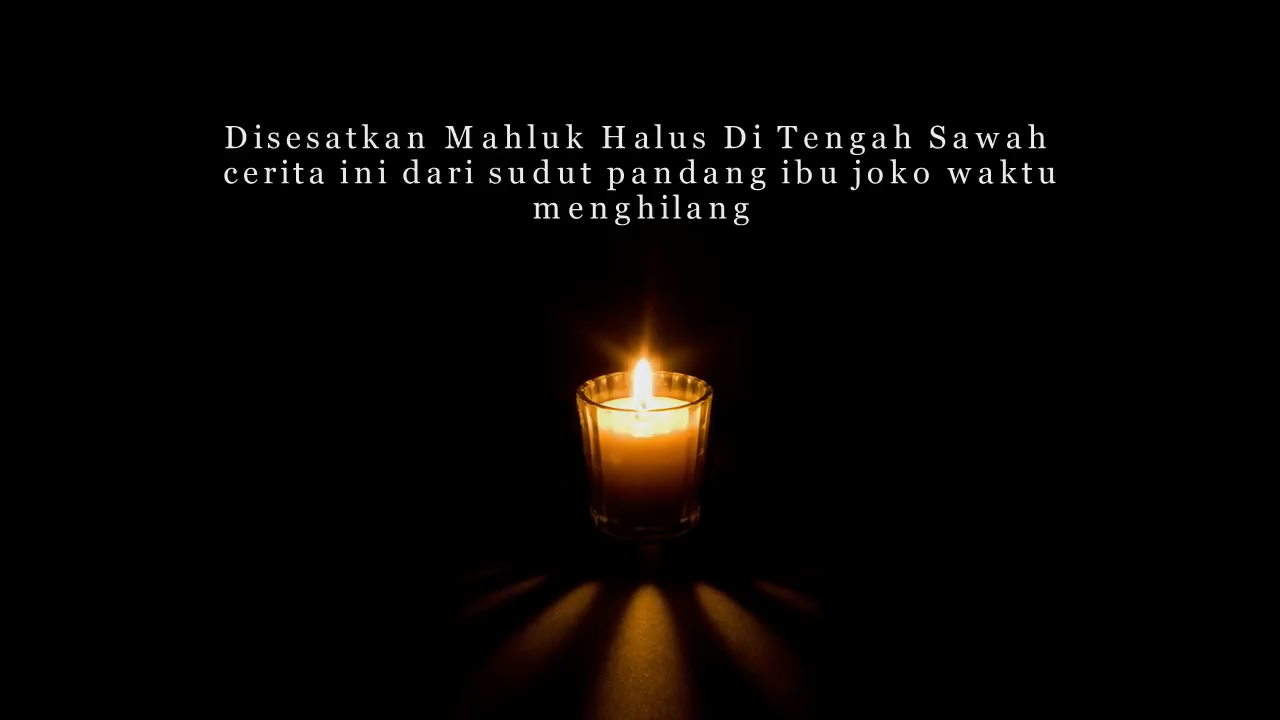 Disesatkan Mahluk Halus Di Tengah Sawah
cerita ini dari sudut pandang ibu joko waktu
menghilang